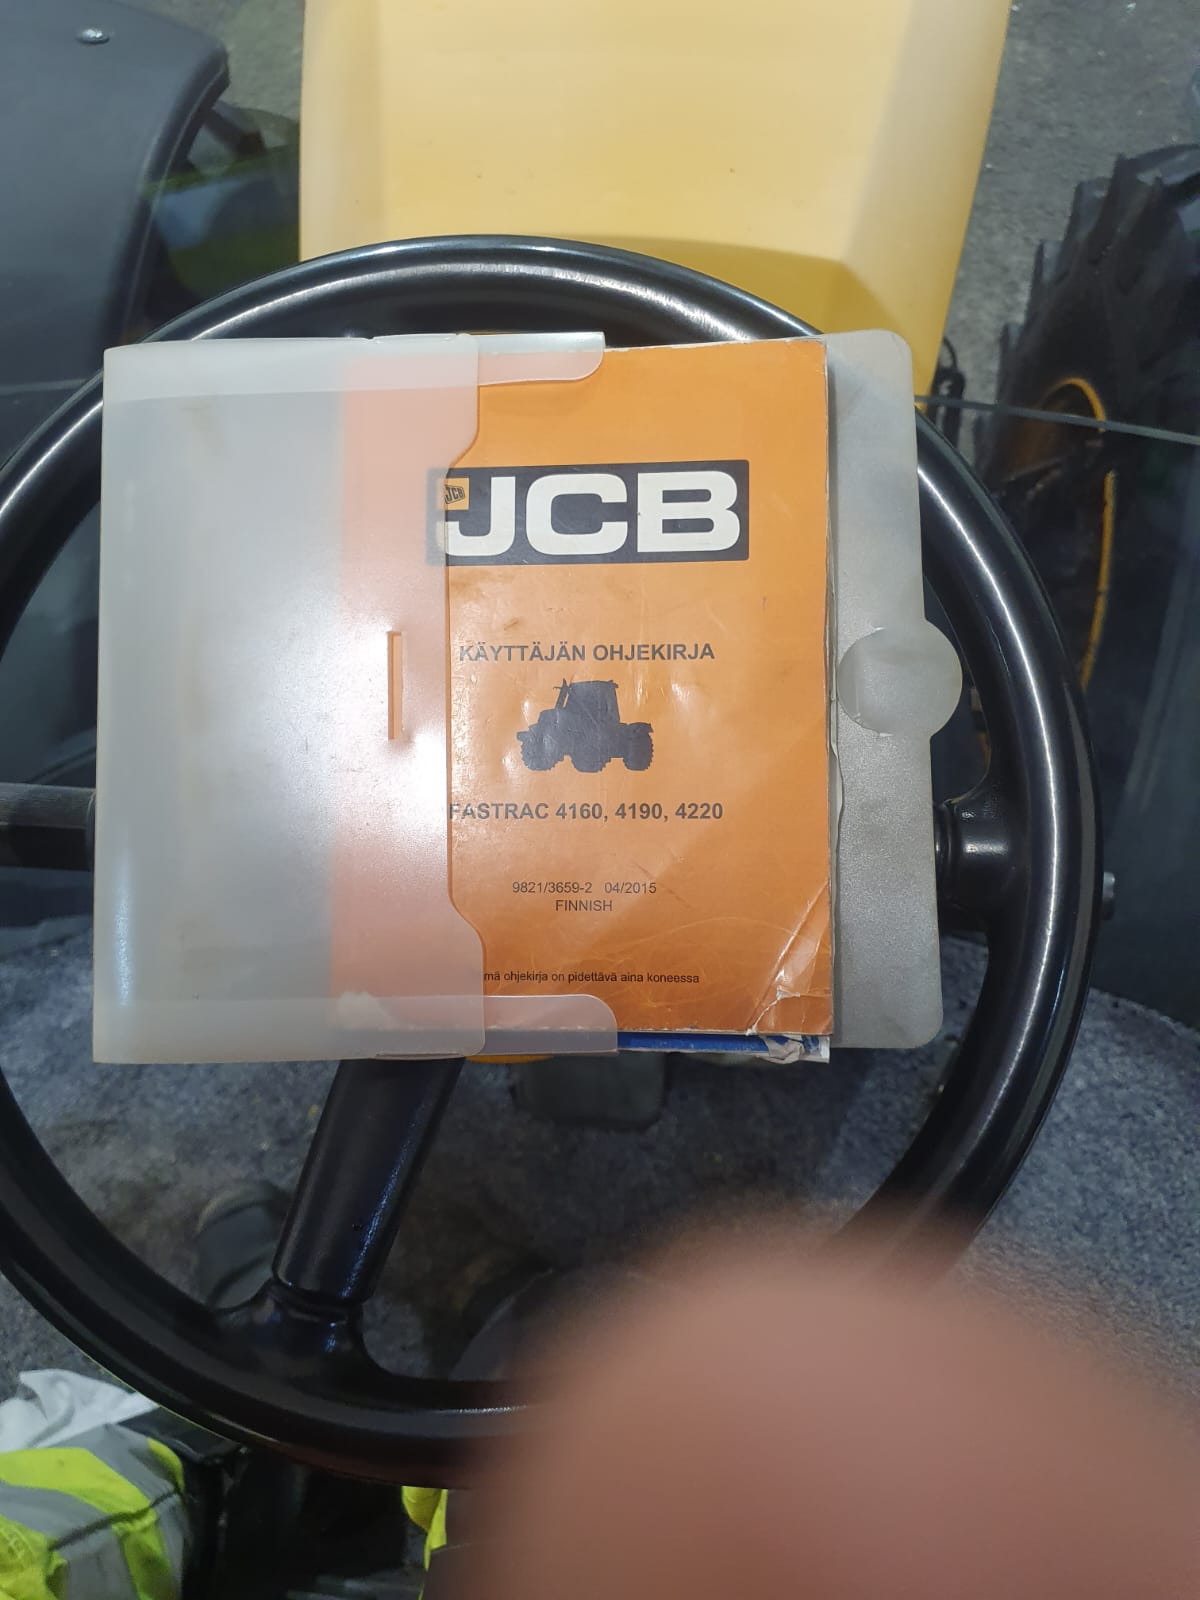 JCB
JCB
KÄYTTÄJÄN OHJEKIRJA
FASTRAC 4160, 4190, 4220
9821/3659-2 04/2015
FINNISH
mä ohjekirja on pidettävä aina koneessa